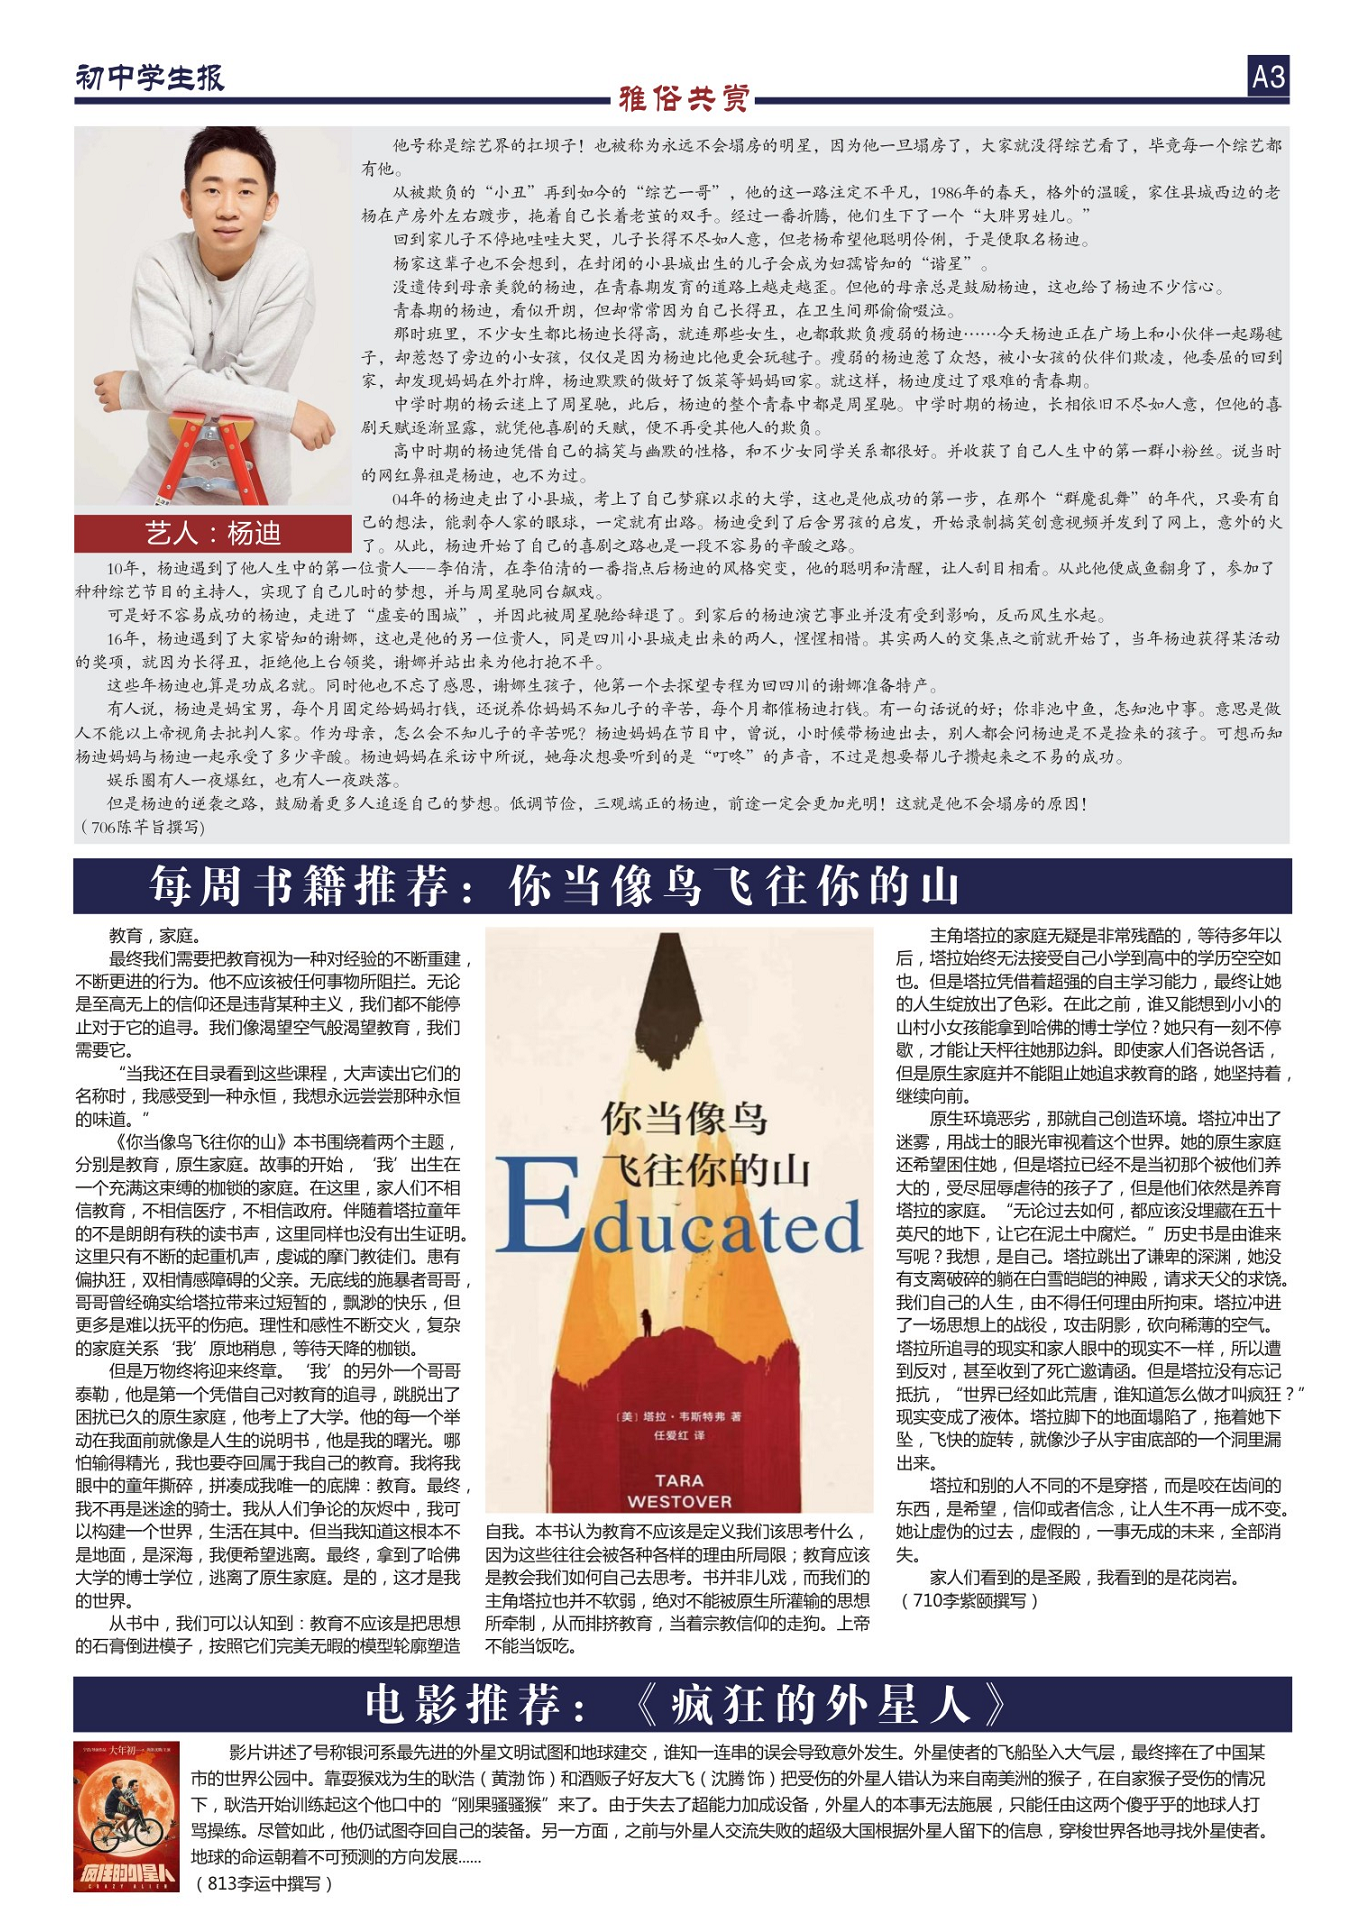 初中学生报
雅俗共赏
A3
他号称是综艺界的扛坝子！也被称为永远不会塌房的明星，因为他一旦塌房了，大家就没得综艺看了，毕竟每一个综艺都
有他。
从被欺负的“小丑”再到如今的“综艺一哥”，他的这一路注定不平凡，1986年的春天，格外的温暖，家住县城西边的老
杨在产房外左右踱步，拖着自己长着老茧的双手。经过一番折腾，他们生下了一个“大胖男娃儿。”
回到家儿子不停地哇哇大哭，儿子长得不尽如人意，但老杨希望他聪明伶俐，于是便取名杨迪。
杨家这辈子也不会想到，在封闭的小县城出生的儿子会成为妇孺皆知的“谐星”。
没遗传到母亲美貌的杨迪，在青春期发育的道路上越走越歪。但他的母亲总是鼓励杨迪，这也给了杨迪不少信心。
青春期的杨迪，看似开朗，但却常常因为自己长得丑，在卫生间那偷偷啜泣。
那时班里，不少女生都比杨迪长得高，就连那些女生，也都敢欺负瘦弱的杨迪……今天杨迪正在广场上和小伙伴一起踢毽
子，却惹怒了旁边的小女孩，仅仅是因为杨迪比他更会玩毽子。瘦弱的杨迪惹了众怒，被小女孩的伙伴们欺凌，他委屈的回到
家，却发现妈妈在外打牌，杨迪默默的做好了饭菜等妈妈回家。就这样，杨迪度过了艰难的青春期。
中学时期的杨云迷上了周星驰，此后，杨迪的整个青春中都是周星驰。中学时期的杨迪，长相依旧不尽如人意，但他的喜
剧天赋逐渐显露，就凭他喜剧的天赋，便不再受其他人的欺负。
高中时期的杨迪凭借自己的搞笑与幽默的性格，和不少女同学关系都很好。并收获了自己人生中的第一群小粉丝。说当时
的网红鼻祖是杨迪，也不为过。
04年的杨迪走出了小县城，考上了自己梦寐以求的大学，这也是他成功的第一步，在那个“群魔乱舞”的年代，只要有自
己的想法，能剥夺人家的眼球，一定就有出路。杨迪受到了后舍男孩的启发，开始录制搞笑创意视频并发到了网上，意外的火
了。从此，杨迪开始了自己的喜剧之路也是一段不容易的辛酸之路。
艺人：杨迪
10年，杨迪遇到了他人生中的第一位贵人——李伯清，在李伯清的一番指点后杨迪的风格突变，他的聪明和清醒，让人刮目相看。从此他便咸鱼翻身了，参加了
种种综艺节目的主持人，实现了自己儿时的梦想，并与周星驰同台飙戏。
可是好不容易成功的杨迪，走进了“虚妄的围城”，并因此被周星驰给辞退了。到家后的杨迪演艺事业并没有受到影响，反而风生水起。
16年，杨迪遇到了大家皆知的谢娜，这也是他的另一位贵人，同是四川小县城走出来的两人，惺惺相惜。其实两人的交集点之前就开始了，当年杨迪获得某活动
的奖项，就因为长得丑，拒绝他上台领奖，谢娜并站出来为他打抱不平。
这些年杨迪也算是功成名就。同时他也不忘了感恩，谢娜生孩子，他第一个去探望专程为回四川的谢娜准备特产。
有人说，杨迪是妈宝男，每个月固定给妈妈打钱，还说养你妈妈不知儿子的辛苦，每个月都催杨迪打钱。有一句话说的好；你非池中鱼，怎知池中事。意思是做
人不能以上帝视角去批判人家。作为母亲，怎么会不知儿子的辛苦呢？杨迪妈妈在节目中，曾说，小时候带杨迪出去，别人都会问杨迪是不是捡来的孩子。可想而知
杨迪妈妈与杨迪一起承受了多少辛酸。杨迪妈妈在采访中所说，她每次想要听到的是“叮咚”的声音，不过是想要帮儿子攒起来之不易的成功。
娱乐圈有人一夜爆红，也有人一夜跌落。
但是杨迪的逆袭之路，鼓励着更多人追逐自己的梦想。低调节俭，三观端正的杨迪，前途一定会更加光明！这就是他不会塌房的原因！
（706陈芊旨撰写)
每周书籍推荐：你当像鸟飞往你的山
教育，家庭。
最终我们需要把教育视为一种对经验的不断重建，
不断更进的行为。他不应该被任何事物所阻拦。无论
是至高无上的信仰还是违背某种主义，我们都不能停
止对于它的追寻。我们像渴望空气般渴望教育，我们
需要它。
“当我还在目录看到这些课程，大声读出它们的
名称时，我感受到一种永恒，我想永远尝尝那种永恒
的味道。”
《你当像鸟飞往你的山》本书围绕着两个主题，
分别是教育，原生家庭。故事的开始，‘我’出生在
一个充满这束缚的枷锁的家庭。在这里，家人们不相
信教育，不相信医疗，不相信政府。伴随着塔拉童年
的不是朗朗有秩的读书声，这里同样也没有出生证明。
这里只有不断的起重机声，虔诚的摩门教徒们。患有
偏执狂，双相情感障碍的父亲。无底线的施暴者哥哥，
哥哥曾经确实给塔拉带来过短暂的，飘渺的快乐，但
更多是难以抚平的伤疤。理性和感性不断交火，复杂
的家庭关系‘我’原地稍息，等待天降的枷锁。
但是万物终将迎来终章。‘我’的另外一个哥哥
泰勒，他是第一个凭借自己对教育的追寻，跳脱出了
困扰已久的原生家庭，他考上了大学。他的每一个举
动在我面前就像是人生的说明书，他是我的曙光。哪
怕输得精光，我也要夺回属于我自己的教育。我将我
眼中的童年撕碎，拼凑成我唯一的底牌：教育。最终，
我不再是迷途的骑士。我从人们争论的灰烬中，我可
以构建一个世界，生活在其中。但当我知道这根本不
是地面，是深海，我便希望逃离。最终，拿到了哈佛
大学的博士学位，逃离了原生家庭。是的，这才是我
的世界。
从书中，我们可以认知到：教育不应该是把思想
的石膏倒进模子，按照它们完美无暇的模型轮廓塑造
你当像鸟
飞往你的山
Educated
［美］塔拉·韦斯特弗 著
任爱红 译
TARA
WESTOVER
自我。本书认为教育不应该是定义我们该思考什么，
因为这些往往会被各种各样的理由所局限；教育应该
是教会我们如何自己去思考。书并非儿戏，而我们的
主角塔拉也并不软弱，绝对不能被原生所灌输的思想
所牵制，从而排挤教育，当着宗教信仰的走狗。上帝
不能当饭吃。
主角塔拉的家庭无疑是非常残酷的，等待多年以
后，塔拉始终无法接受自己小学到高中的学历空空如
也。但是塔拉凭借着超强的自主学习能力，最终让她
的人生绽放出了色彩。在此之前，谁又能想到小小的
山村小女孩能拿到哈佛的博士学位？她只有一刻不停
歇，才能让天枰往她那边斜。即使家人们各说各话，
但是原生家庭并不能阻止她追求教育的路，她坚持着，
继续向前。
原生环境恶劣，那就自己创造环境。塔拉冲出了
迷雾，用战士的眼光审视着这个世界。她的原生家庭
还希望困住她，但是塔拉已经不是当初那个被他们养
大的，受尽屈辱虐待的孩子了，但是他们依然是养育
塔拉的家庭。“无论过去如何，都应该没埋藏在五十
英尺的地下，让它在泥土中腐烂。”历史书是由谁来
写呢？我想，是自己。塔拉跳出了谦卑的深渊，她没
有支离破碎的躺在白雪皑皑的神殿，请求天父的求饶。
我们自己的人生，由不得任何理由所拘束。塔拉冲进
了一场思想上的战役，攻击阴影，砍向稀薄的空气。
塔拉所追寻的现实和家人眼中的现实不一样，所以遭
到反对，甚至收到了死亡邀请函。但是塔拉没有忘记
抵抗，“世界已经如此荒唐，谁知道怎么做才叫疯狂？”
现实变成了液体。塔拉脚下的地面塌陷了，拖着她下
坠，飞快的旋转，就像沙子从宇宙底部的一个洞里漏
出来。
塔拉和别的人不同的不是穿搭，而是咬在齿间的
东西，是希望，信仰或者信念，让人生不再一成不变。
她让虚伪的过去，虚假的，一事无成的未来，全部消
失。
家人们看到的是圣殿，我看到的是花岗岩。
（710李紫颐撰写）
电影推荐：《疯狂的外星人》
大年初一
疯狂的外星人
CRAZY ALIEN
影片讲述了号称银河系最先进的外星文明试图和地球建交，谁知一连串的误会导致意外发生。外星使者的飞船坠入大气层，最终摔在了中国某
市的世界公园中。靠耍猴戏为生的耿浩（黄渤 饰）和酒贩子好友大飞（沈腾 饰）把受伤的外星人错认为来自南美洲的猴子，在自家猴子受伤的情况
下，耿浩开始训练起这个他口中的“刚果骚骚猴”来了。由于失去了超能力加成设备，外星人的本事无法施展，只能任由这两个傻乎乎的地球人打
骂操练。尽管如此，他仍试图夺回自己的装备。另一方面，之前与外星人交流失败的超级大国根据外星人留下的信息，穿梭世界各地寻找外星使者。
地球的命运朝着不可预测的方向发展......
（813李运中撰写）